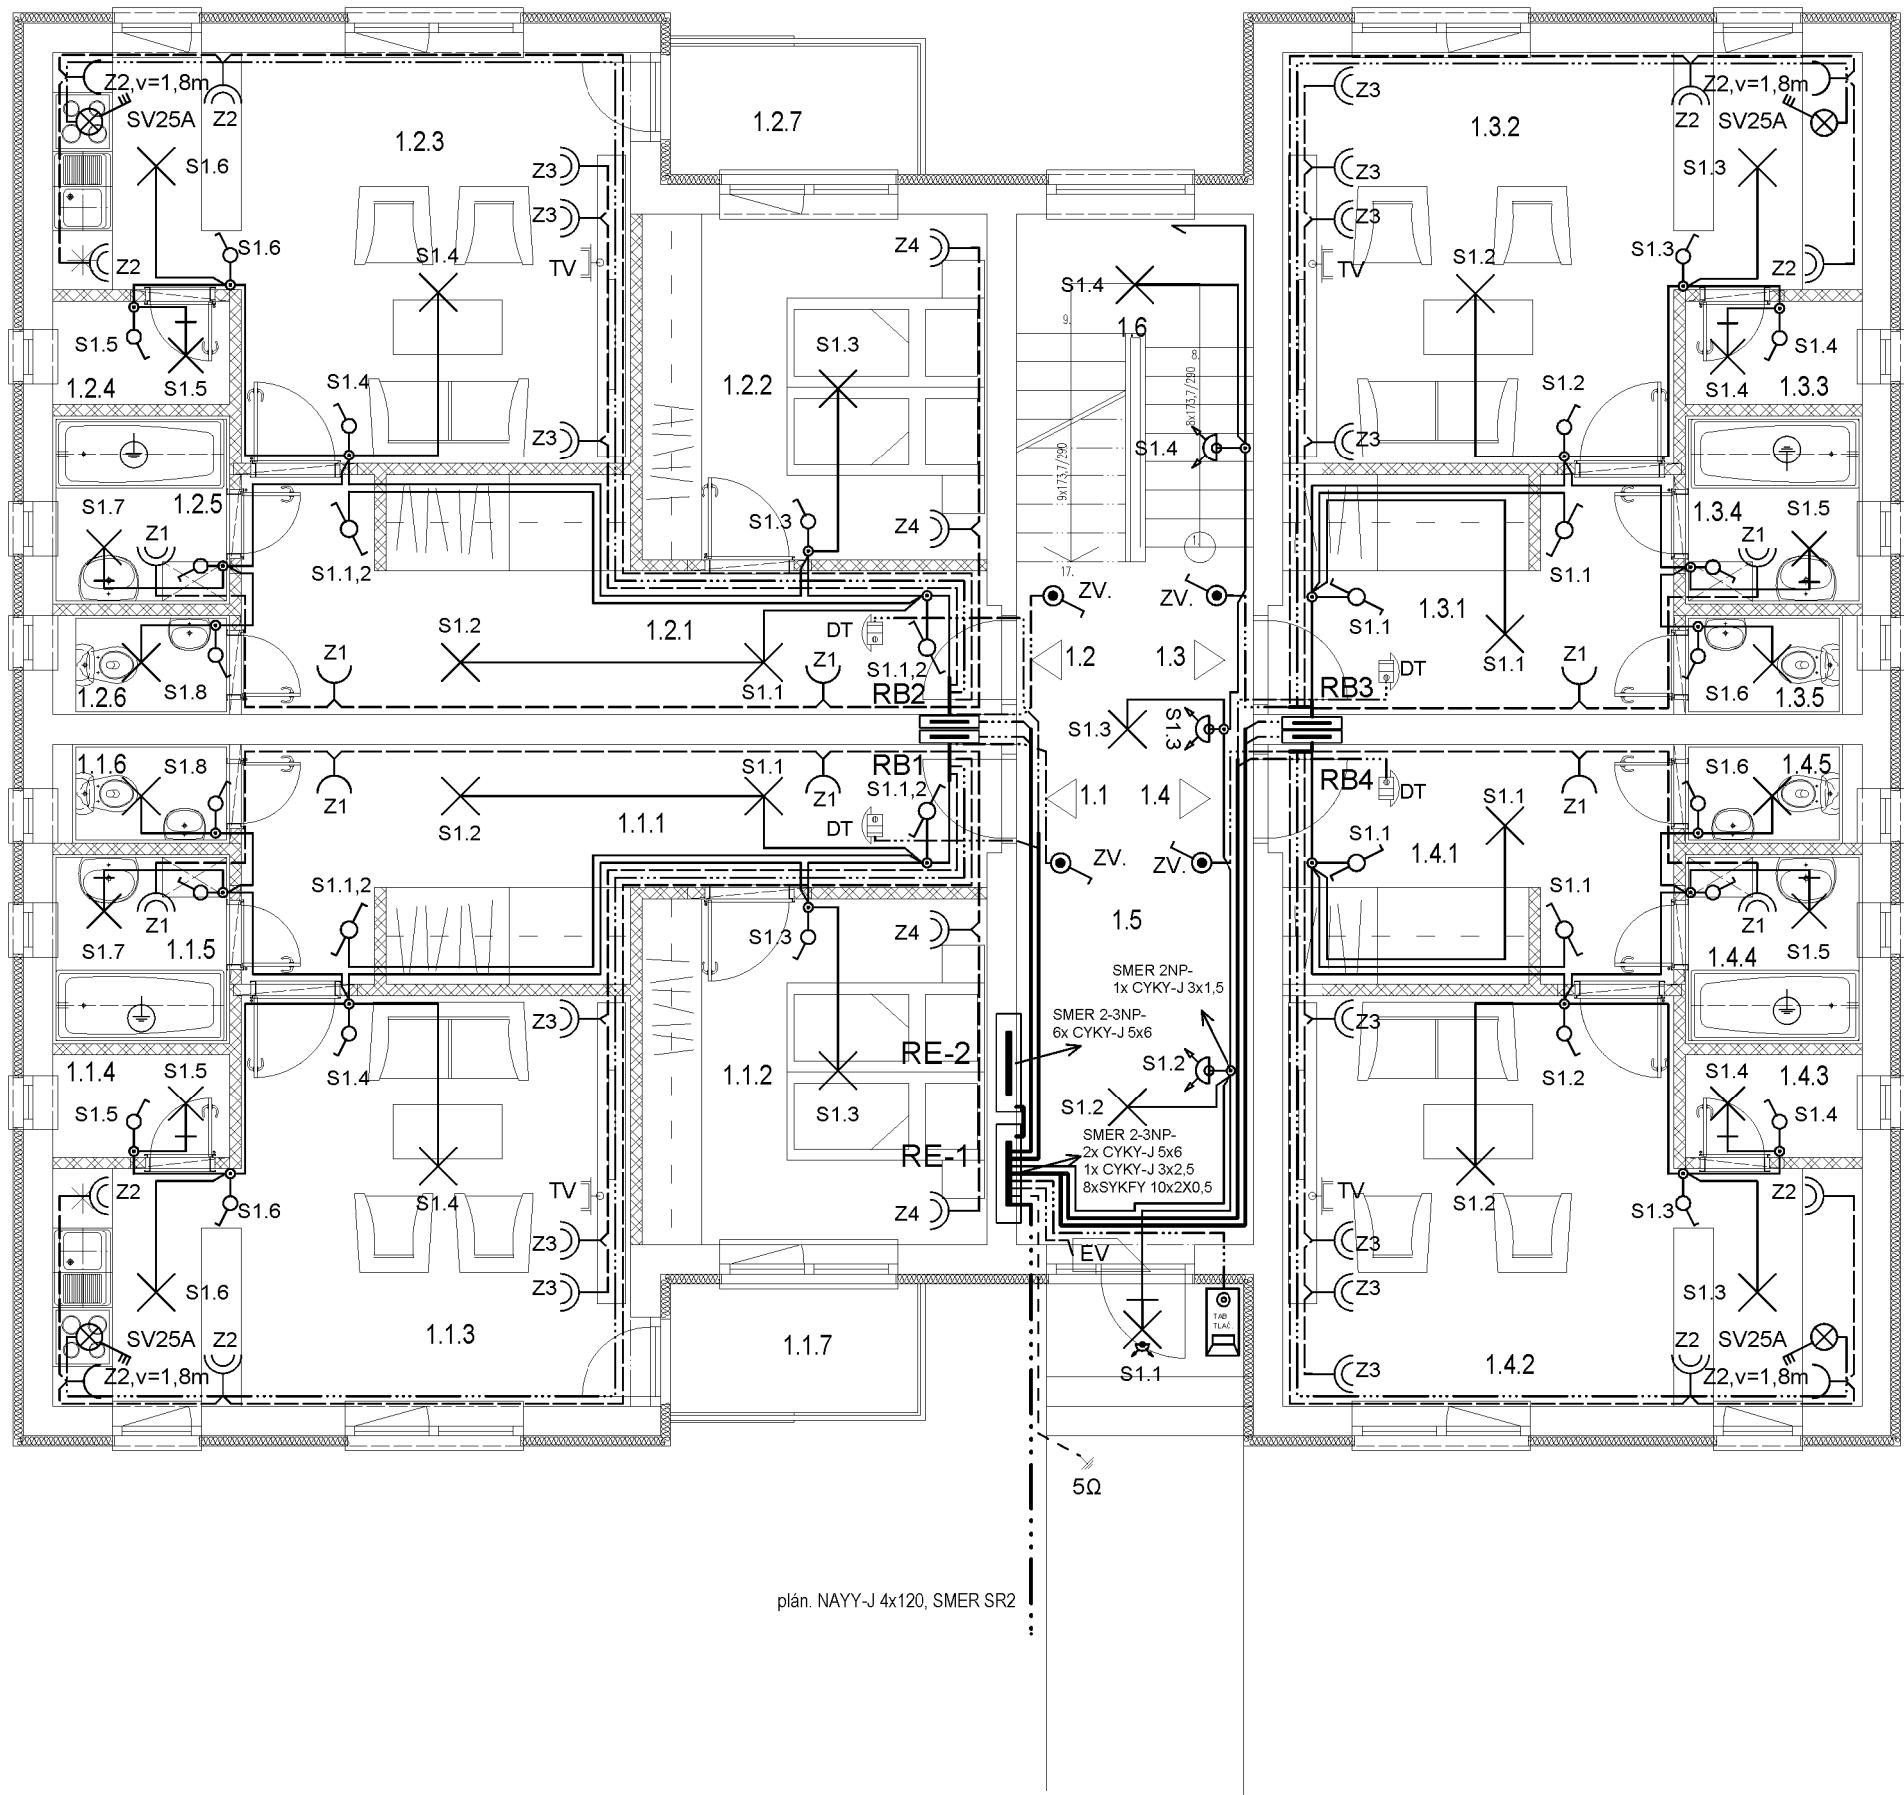 Z2,v=1,8m
SV25A
Z2
S1.6
S1.6
Z2
1.2.3
Z3
Z3
TV
S1.4
S1.4
Z3
1.2.7
Z4
S1.3
1.2.2
S1.3
Z4
S1.5
S1.5
1.2.4
S1.7
Z1
1.2.5
S1.1,2
1.2.6
S1.8
Z1
S1.2
1.2.1
S1.1
Z1
DT
S1.1,2
RB2
S1.4
1.6
9.
8
8x173,7/290
9x173,7/290
S1.4
1.
17.
ZV.
ZV.
1.2
1.3
S1.3
S1.3
Z3
Z3
Z3
TV
Z3
1.3.2
S1.2
S1.2
Z2,v=1,8m
Z2
SV25A
S1.3
S1.3
Z2
S1.4
S1.4
1.3.3
1.3.4
S1.5
Z1
S1.1
S1.1
1.3.1
S1.1
Z1
DT
RB3
S1.6
1.3.5
1.1.6
S1.8
Z1
S1.2
S1.1
Z1
RB1
S1.1,2
DT
1.1.1
S1.7
Z1
1.1.5
S1.1,2
S1.3
Z4
1.1
1.4
ZV.
ZV.
1.5
RB4
DT
S1.1
S1.1
1.4.1
Z1
S1.1
S1.6
1.4.5
Z1
S1.5
1.4.4
SMER 2NP-
1x CYKY-J 3x1,5
SMER 2-3NP-
6x CYKY-J 5x6
RE-2
S1.2
S1.2
RE-1
SMER 2-3NP-
2x CYKY-J 5x6
1x CYKY-J 3x2,5
8xSYKFY 10x2X0,5
EV
TAB.
TLAČ.
S1.1
1.1.4
S1.5
S1.5
Z2
S1.6
S1.6
SV25A
Z2
Z2,v=1,8m
S1.4
S1.4
Z3
TV
Z3
Z3
1.1.3
1.1.2
S1.3
Z4
1.1.7
Z3
S1.2
S1.2
TV
Z3
Z3
Z3
1.4.2
S1.4
1.4.3
S1.4
Z2
S1.3
S1.3
Z2
SV25A
Z2,v=1,8m
5Ω
plán. NAYY-J 4x120, SMER SR2